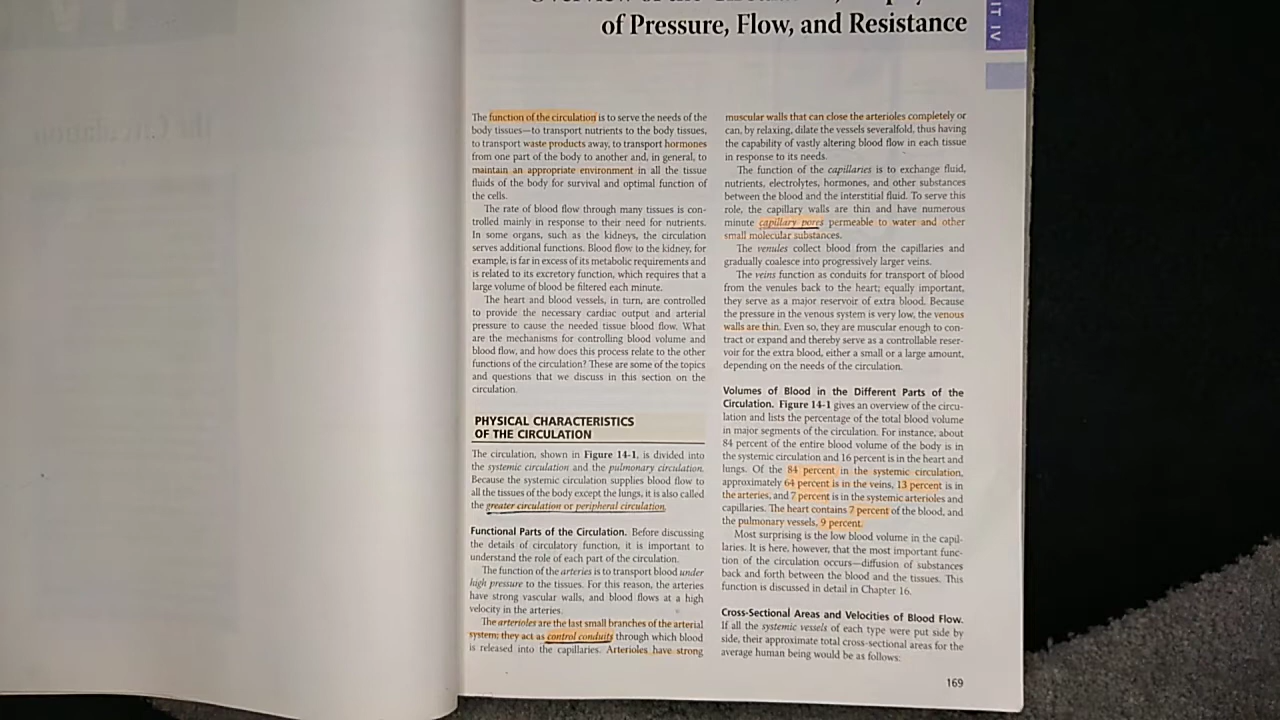 of Pressure, Flow, and Resistance
IT IV
The function of the circulation is to serve the needs of the
body tissues—to transport nutrients to the body tissues,
to transport waste products away, to transport hormones
from one part of the body to another and, in general, to
maintain an appropriate environment in all the tissue
fluids of the body for survival and optimal function of
the cells.
The rate of blood flow through many tissues is con-
trolled mainly in response to their need for nutrients.
In some organs, such as the kidneys, the circulation
serves additional functions. Blood flow to the kidney, for
example, is far in excess of its metabolic requirements and
is related to its excretory function, which requires that a
large volume of blood be filtered each minute.
The heart and blood vessels, in turn, are controlled
to provide the necessary cardiac output and arterial
pressure to cause the needed tissue blood flow. What
are the mechanisms for controlling blood volume and
blood flow, and how does this process relate to the other
functions of the circulation? These are some of the topics
and questions that we discuss in this section on the
circulation.
PHYSICAL CHARACTERISTICS
OF THE CIRCULATION
The circulation, shown in Figure 14-1, is divided into
the systemic circulation and the pulmonary circulation.
Because the systemic circulation supplies blood flow to
all the tissues of the body except the lungs, it is also called
the greater circulation or peripheral circulation.
Functional Parts of the Circulation. Before discussing
the details of circulatory function, it is important to
understand the role of each part of the circulation.
The function of the arteries is to transport blood under
high pressure to the tissues. For this reason, the arteries
have strong vascular walls, and blood flows at a high
velocity in the arteries.
The arterioles are the last small branches of the arterial
system; they act as control conduits through which blood
is released into the capillaries. Arterioles have strong
muscular walls that can close the arterioles completely or
can, by relaxing, dilate the vessels severalfold, thus having
the capability of vastly altering blood flow in each tissue
in response to its needs.
The function of the capillaries is to exchange fluid,
nutrients, electrolytes, hormones, and other substances
between the blood and the interstitial fluid. To serve this
role, the capillary walls are thin and have numerous
minute capillary pores permeable to water and other
small molecular substances.
The venules collect blood from the capillaries and
gradually coalesce into progressively larger veins.
The veins function as conduits for transport of blood
from the venules back to the heart; equally important,
they serve as a major reservoir of extra blood. Because
the pressure in the venous system is very low, the venous
walls are thin. Even so, they are muscular enough to con-
tract or expand and thereby serve as a controllable reser-
voir for the extra blood, either a small or a large amount,
depending on the needs of the circulation.
Volumes of Blood in the Different Parts of the
Circulation. Figure 14-1 gives an overview of the circu-
lation and lists the percentage of the total blood volume
in major segments of the circulation. For instance, about
84 percent of the entire blood volume of the body is in
the systemic circulation and 16 percent is in the heart and
lungs. Of the 84 percent in the systemic circulation,
approximately 64 percent is in the veins, 13 percent is in
the arteries, and 7 percent is in the systemic arterioles and
capillaries. The heart contains 7 percent of the blood, and
the pulmonary vessels, 9 percent.
Most surprising is the low blood volume in the capil-
laries. It is here, however, that the most important func-
tion of the circulation occurs—diffusion of substances
back and forth between the blood and the tissues. This
function is discussed in detail in Chapter 16.
Cross-Sectional Areas and Velocities of Blood Flow.
If all the systemic vessels of each type were put side by
side, their approximate total cross-sectional areas for the
average human being would be as follows:
169